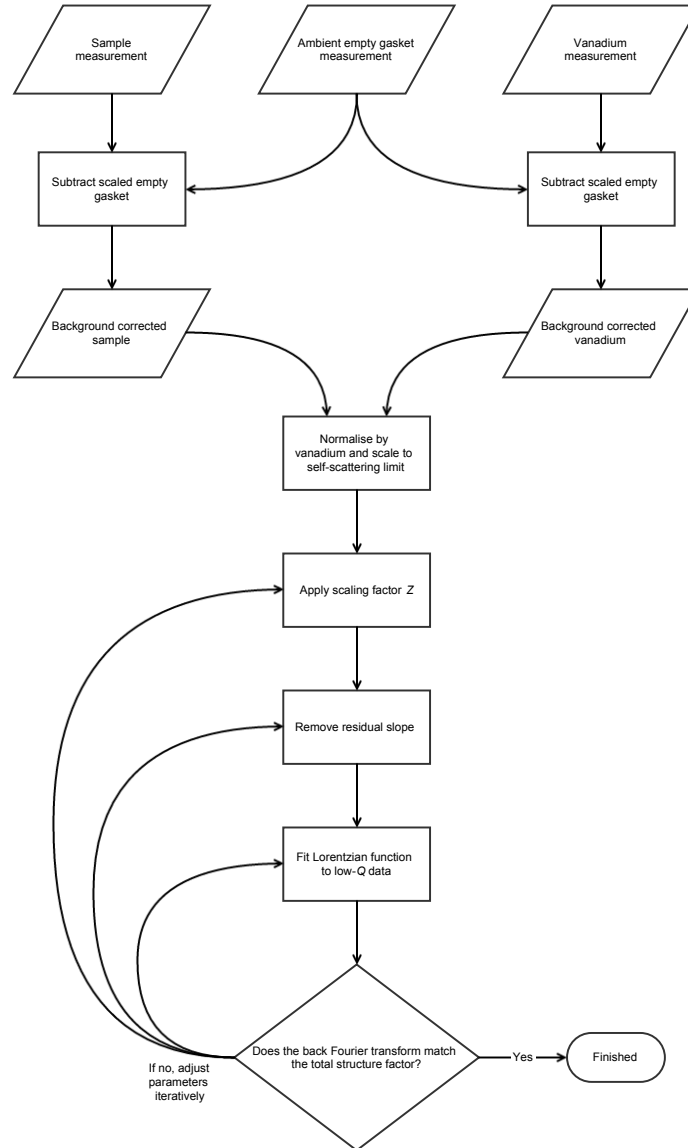 Sample
measurement
Ambient empty gasket
measurement
Vanadium
measurement
Subtract scaled empty
gasket
Subtract scaled empty
gasket
Background corrected
sample
Background corrected
vanadium
Normalise by
vanadium and scale to
self-scattering limit
Apply scaling factor Z
Remove residual slope
Fit Lorentzian function
to low-Q data
Does the back Fourier transform match
the total structure factor?
Yes
Finished
If no, adjust
parameters
iteratively